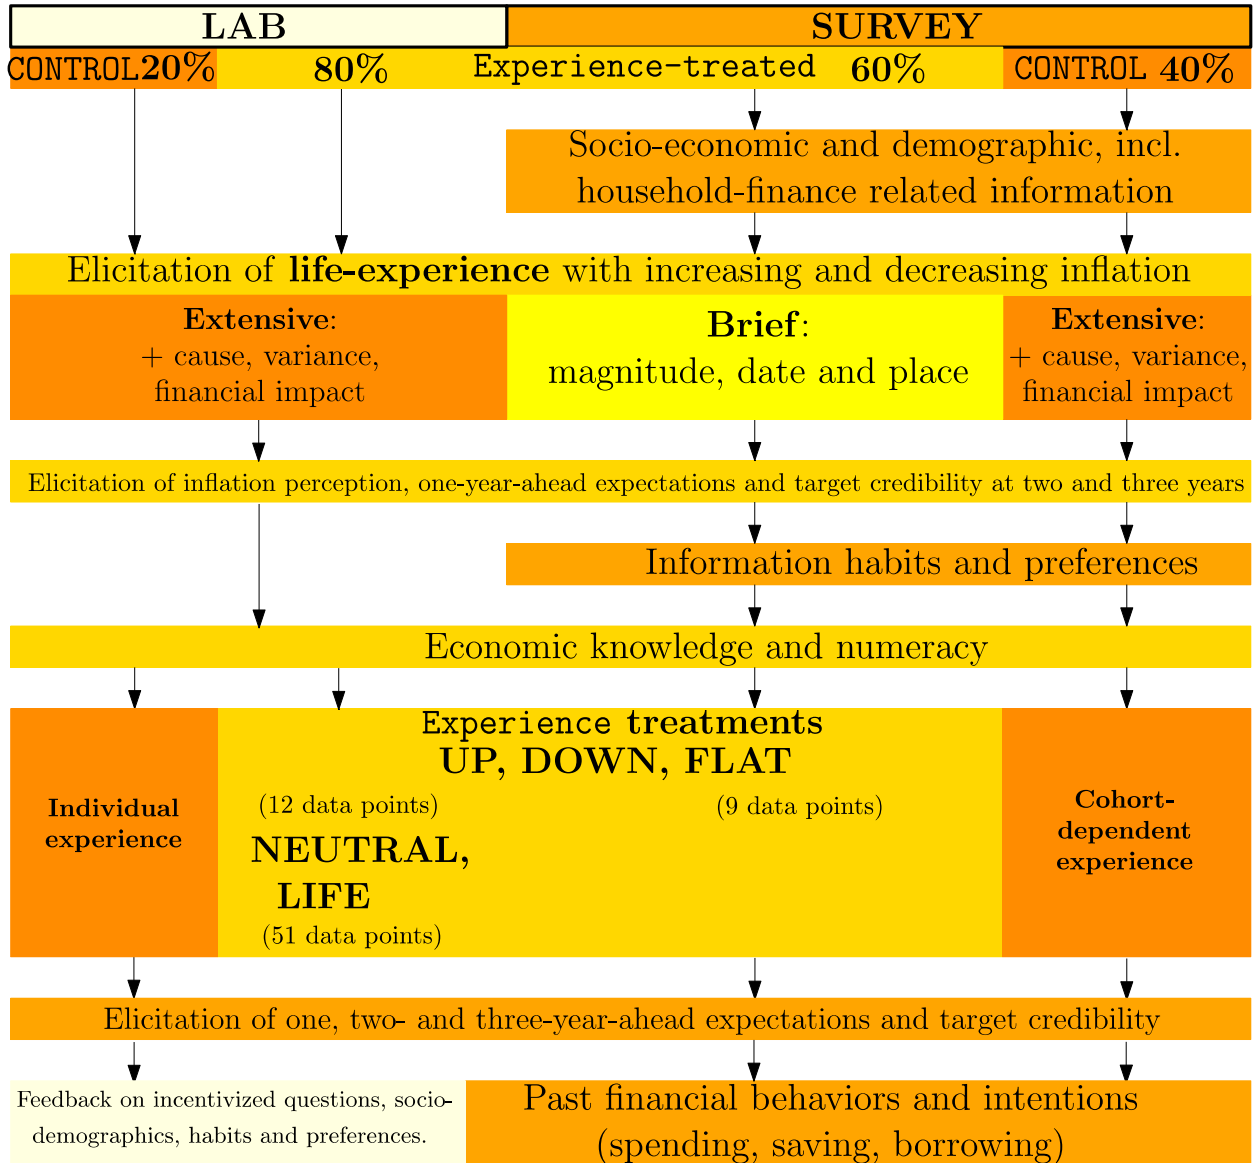 LAB SURVEY
CONTROL20% 80% Experience-treated 60% CONTROL 40%
Socio-economic and demographic, incl.
household-finance related information
Elicitation of life-experience with increasing and decreasing inflation
Extensive:
+ cause, variance,
financial impact
Brief:
magnitude, date and place
Extensive:
+ cause, variance,
financial impact
Elicitation of inflation perception, one-year-ahead expectations and target credibility at two and three years
Information habits and preferences
Economic knowledge and numeracy
Individual
experience
Experience treatments
UP, DOWN, FLAT
(12 data points) (9 data points)
NEUTRAL,
LIFE
(51 data points)
Cohort-
dependent
experience
Elicitation of one, two- and three-year-ahead expectations and target credibility
Feedback on incentivized questions, socio-
demographics, habits and preferences.
Past financial behaviors and intentions
(spending, saving, borrowing)